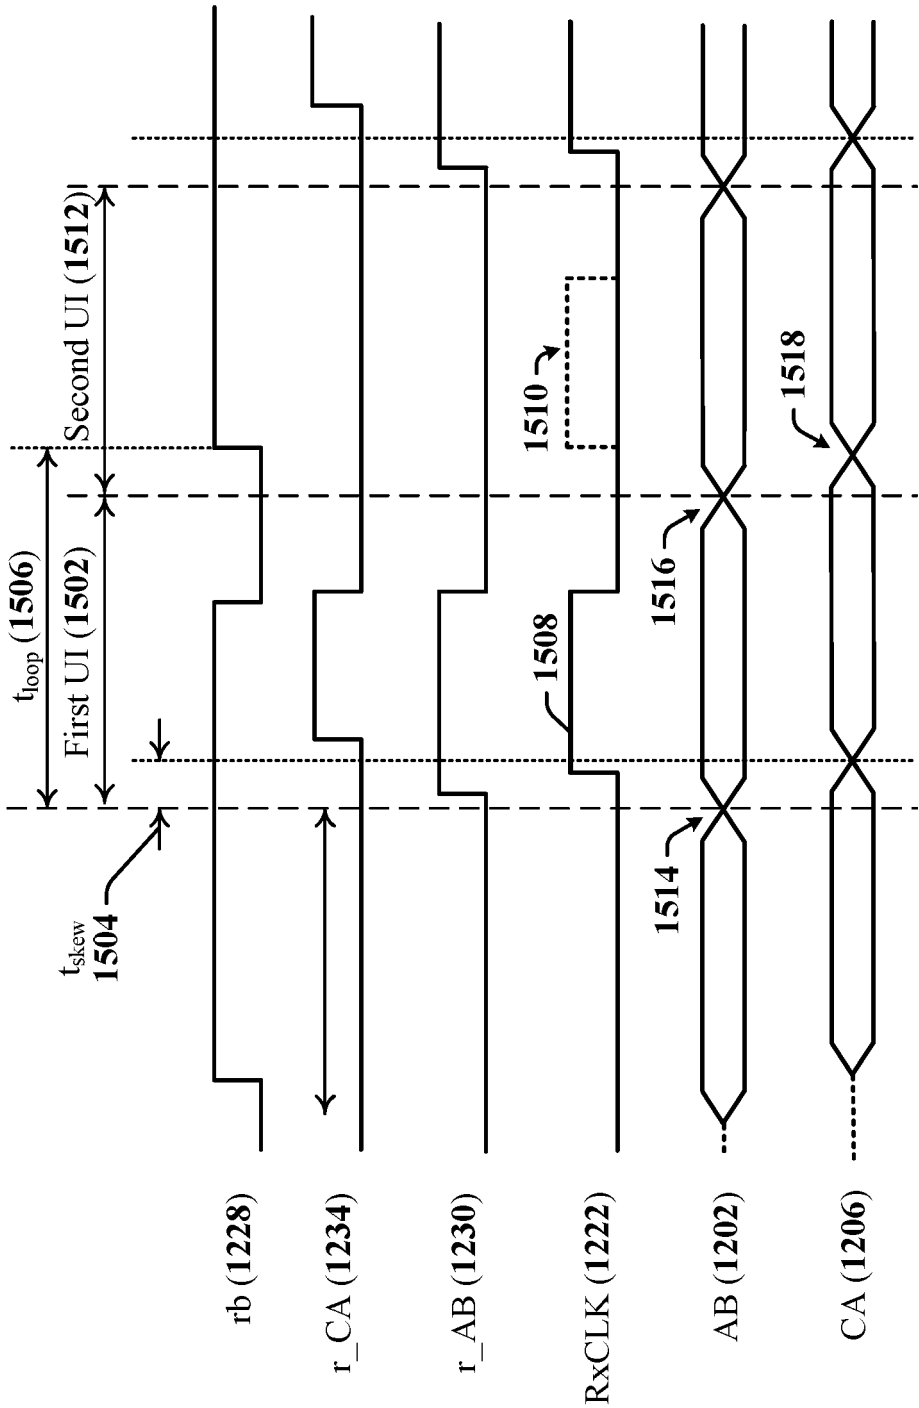 t_loop (1506)
First UI (1502)
Second UI (1512)
t_skew
1504
rb (1228)
r_CA (1234)
r_AB (1230)
RxCLK (1222)
1508
1510
AB (1202)
1514
1516
CA (1206)
1518